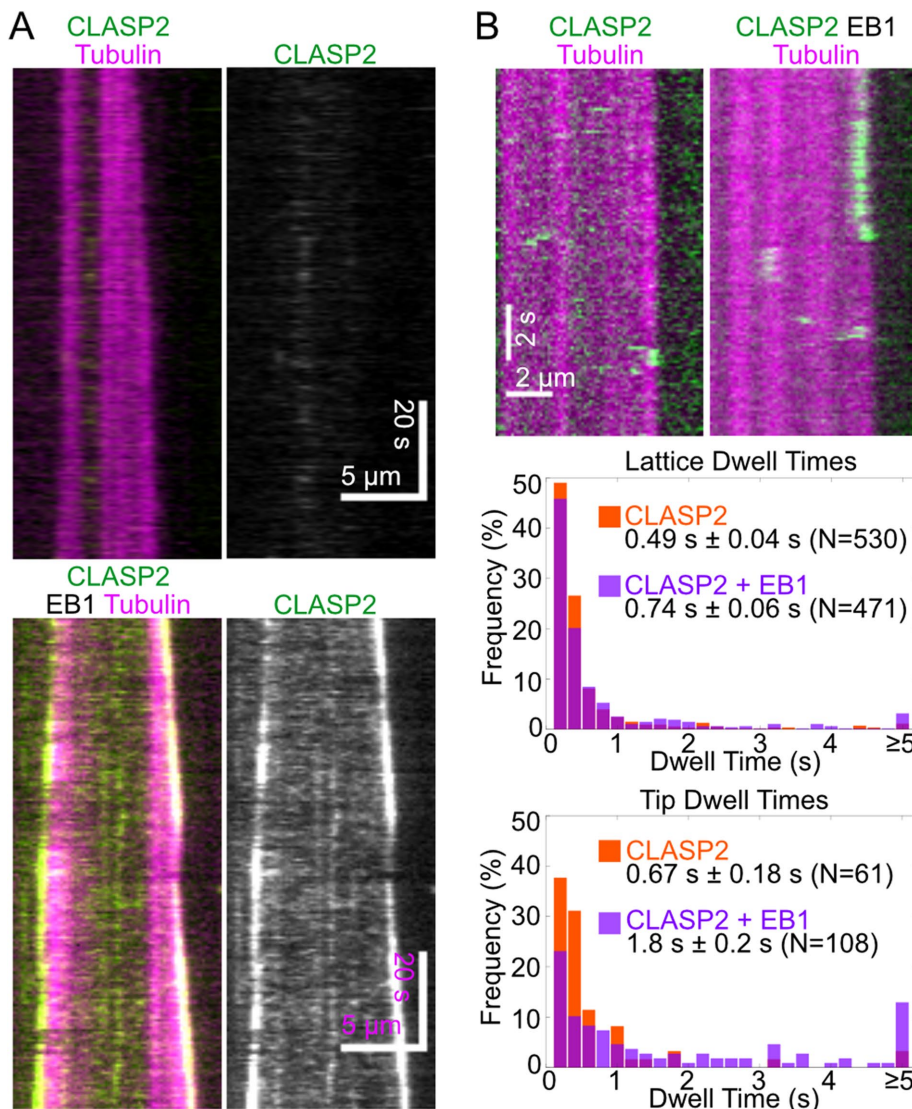 A
CLASP2
Tubulin
CLASP2
20 s
5 µm
CLASP2
EB1 Tubulin
CLASP2
20 s
5 µm
B
CLASP2
Tubulin
CLASP2 EB1
Tubulin
2 s
2 µm
Lattice Dwell Times
Frequency (%)
50
40
30
20
10
0
CLASP2
0.49 s ± 0.04 s (N=530)
CLASP2 + EB1
0.74 s ± 0.06 s (N=471)
0 1 2 3 4 ≥5
Dwell Time (s)
Tip Dwell Times
Frequency (%)
50
40
30
20
10
0
CLASP2
0.67 s ± 0.18 s (N=61)
CLASP2 + EB1
1.8 s ± 0.2 s (N=108)
0 1 2 3 4 ≥5
Dwell Time (s)